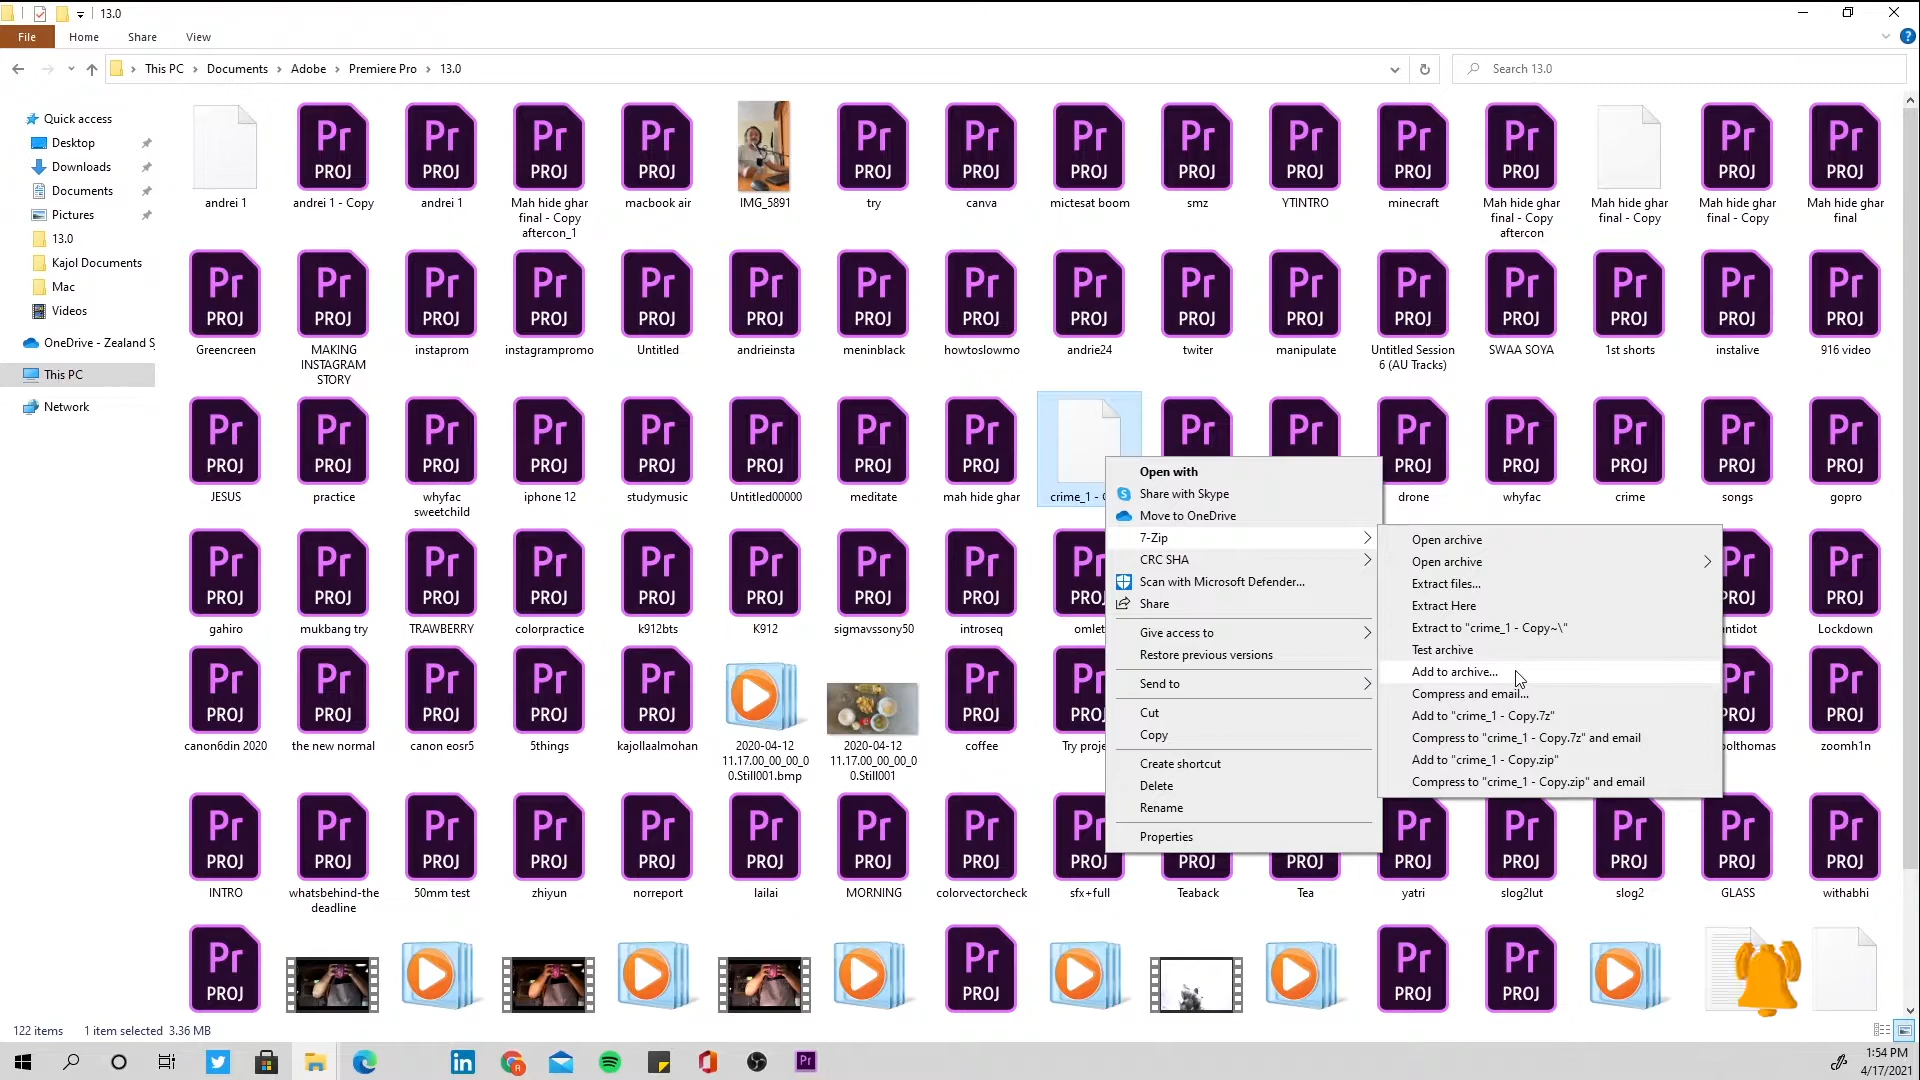 13.0
File Home Share View
This PC Documents Adobe Premiere Pro 13.0
Search 13.0
Quick access
Desktop
Downloads
Documents
Pictures
13.0
Kajol Documents
Mac
Videos
OneDrive - Zealand S
This PC
Network
andrei 1
andrei 1 - Copy
andrei 1
Mah hide ghar
final - Copy
aftercon_1
macbook air
IMG_5891
try
canva
mictesat boom
smz
YTINTRO
minecraft
Mah hide ghar
final - Copy
aftercon
Mah hide ghar
final - Copy
Mah hide ghar
final - Copy
Mah hide ghar
final
Greencreen
MAKING
INSTAGRAM
STORY
instaprom
instagrampromo
Untitled
andrieinsta
meninblack
howtoslowmo
andrie24
twiter
manipulate
Untitled Session
6 (AU Tracks)
SWAA SOYA
1st shorts
instalive
916 video
JESUS
practice
whyfac
sweetchild
iphone 12
studymusic
Untitled00000
meditate
mah hide ghar
crime_1 -
drone
whyfac
crime
songs
gopro
gahiro
mukbang try
TRAWBERRY
colorpractice
k912bts
K912
sigmavssony50
introseq
omlet
Lockdown
canon6din 2020
the new normal
canon eosr5
5things
kajollaalmohan
2020-04-12
11.17.00_00_00_0
0.Still001.bmp
2020-04-12
11.17.00_00_00_0
0.Still001
coffee
Try proje
olthomas
zoomh1n
INTRO
whatsbehind-the
deadline
50mm test
zhiyun
norreport
lailai
MORNING
colorvectorcheck
sfx+full
Teaback
Tea
yatri
slog2lut
slog2
GLASS
withabhi
Open with
Share with Skype
Move to OneDrive
7-Zip
CRC SHA
Scan with Microsoft Defender...
Share
Give access to
Restore previous versions
Send to
Cut
Copy
Create shortcut
Delete
Rename
Properties
Open archive
Open archive
Extract files...
Extract Here
Extract to "crime_1 - Copy~\"
Test archive
Add to archive...
Compress and email...
Add to "crime_1 - Copy.7z"
Compress to "crime_1 - Copy.7z" and email
Add to "crime_1 - Copy.zip"
Compress to "crime_1 - Copy.zip" and email
122 items 1 item selected 3.36 MB
1:54 PM
4/17/2021